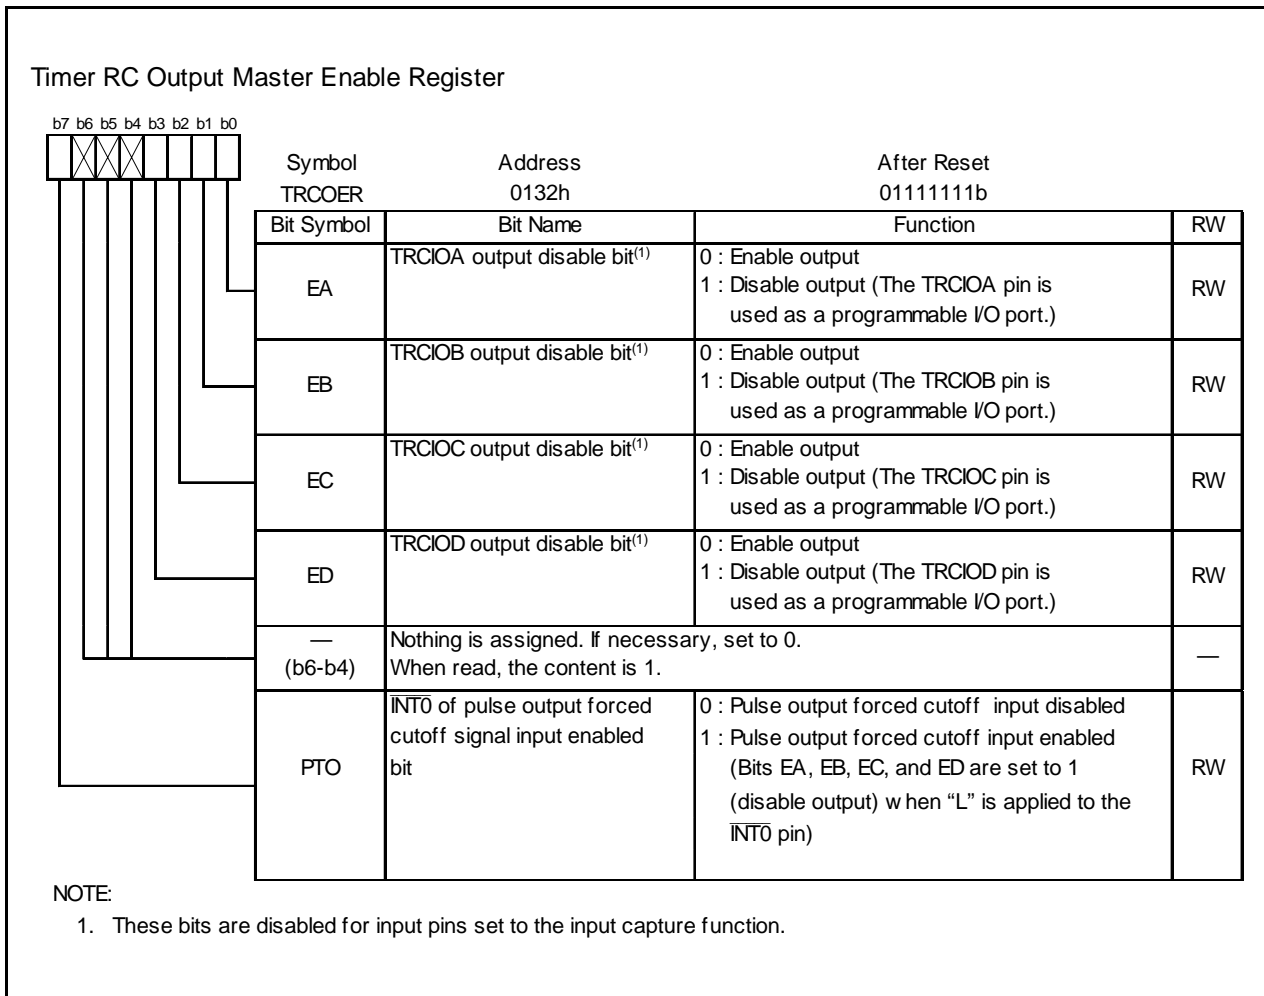 Timer RC Output Master Enable Register
b7 b6 b5 b4 b3 b2 b1 b0
Symbol Address After Reset
TRCOER 0132h 01111111b
Bit Symbol Bit Name Function RW
EA
TRCIOA output disable bit(1)
0 : Enable output
1 : Disable output (The TRCIOA pin is
used as a programmable I/O port.)
RW
EB
TRCIOB output disable bit(1)
0 : Enable output
1 : Disable output (The TRCIOB pin is
used as a programmable I/O port.)
RW
EC
TRCIOC output disable bit(1)
0 : Enable output
1 : Disable output (The TRCIOC pin is
used as a programmable I/O port.)
RW
ED
TRCIOD output disable bit(1)
0 : Enable output
1 : Disable output (The TRCIOD pin is
used as a programmable I/O port.)
RW
—
(b6-b4)
Nothing is assigned. If necessary, set to 0.
When read, the content is 1.
—
PTO
I̅N̅T̅0̅ of pulse output forced
cutoff signal input enabled
bit
0 : Pulse output forced cutoff input disabled
1 : Pulse output forced cutoff input enabled
(Bits EA, EB, EC, and ED are set to 1
(disable output) when “L” is applied to the
I̅N̅T̅0̅ pin)
RW
NOTE:
1. These bits are disabled for input pins set to the input capture function.